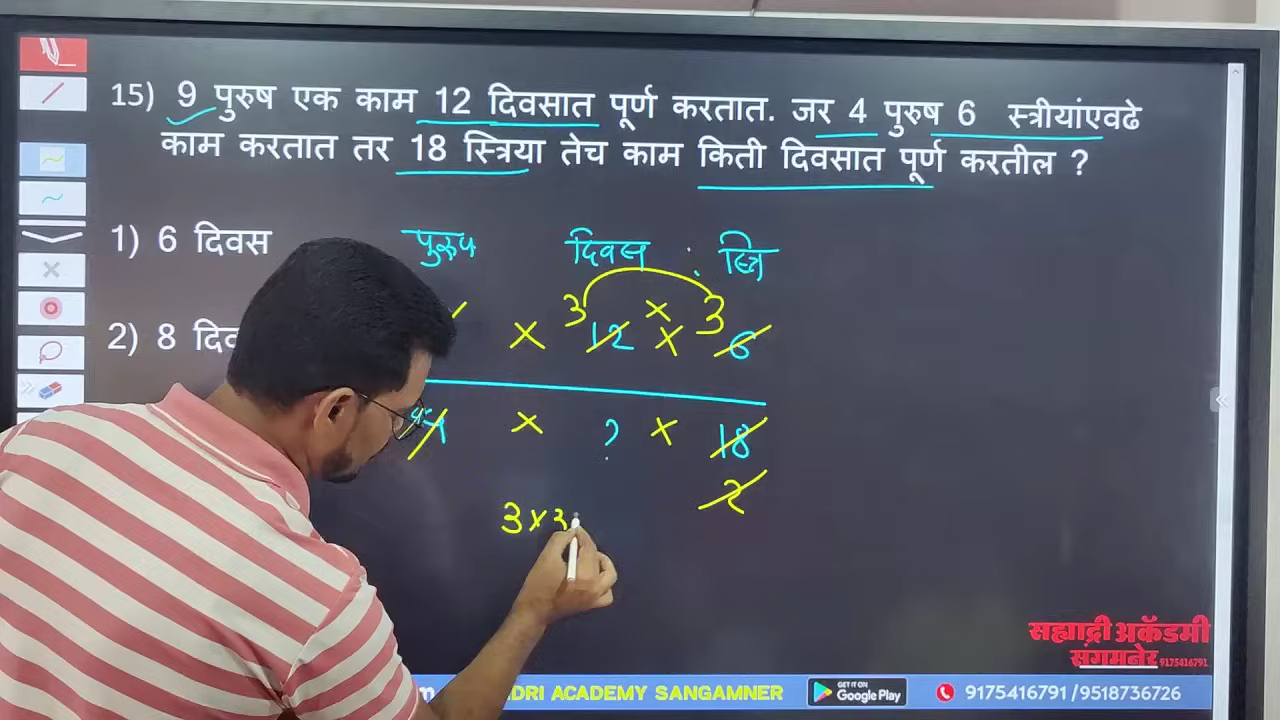 15) 9 पुरुष एक काम 12 दिवसात पूर्ण करतात. जर 4 पुरुष 6 स्त्रीयांएवढे
काम करतात तर 18 स्त्रिया तेच काम किती दिवसात पूर्ण करतील ?
1) 6 दिवस
पुरुष दिवस : स्त्रि
3 × 3
× 12 × 6
2) 8 दि
4 × ? × 18
2
3×3
सह्याद्री अकॅडमी
संगमनेर 9175416791
DRI ACADEMY SANGAMNER GET IT ON Google Play 9175416791 /9518736726